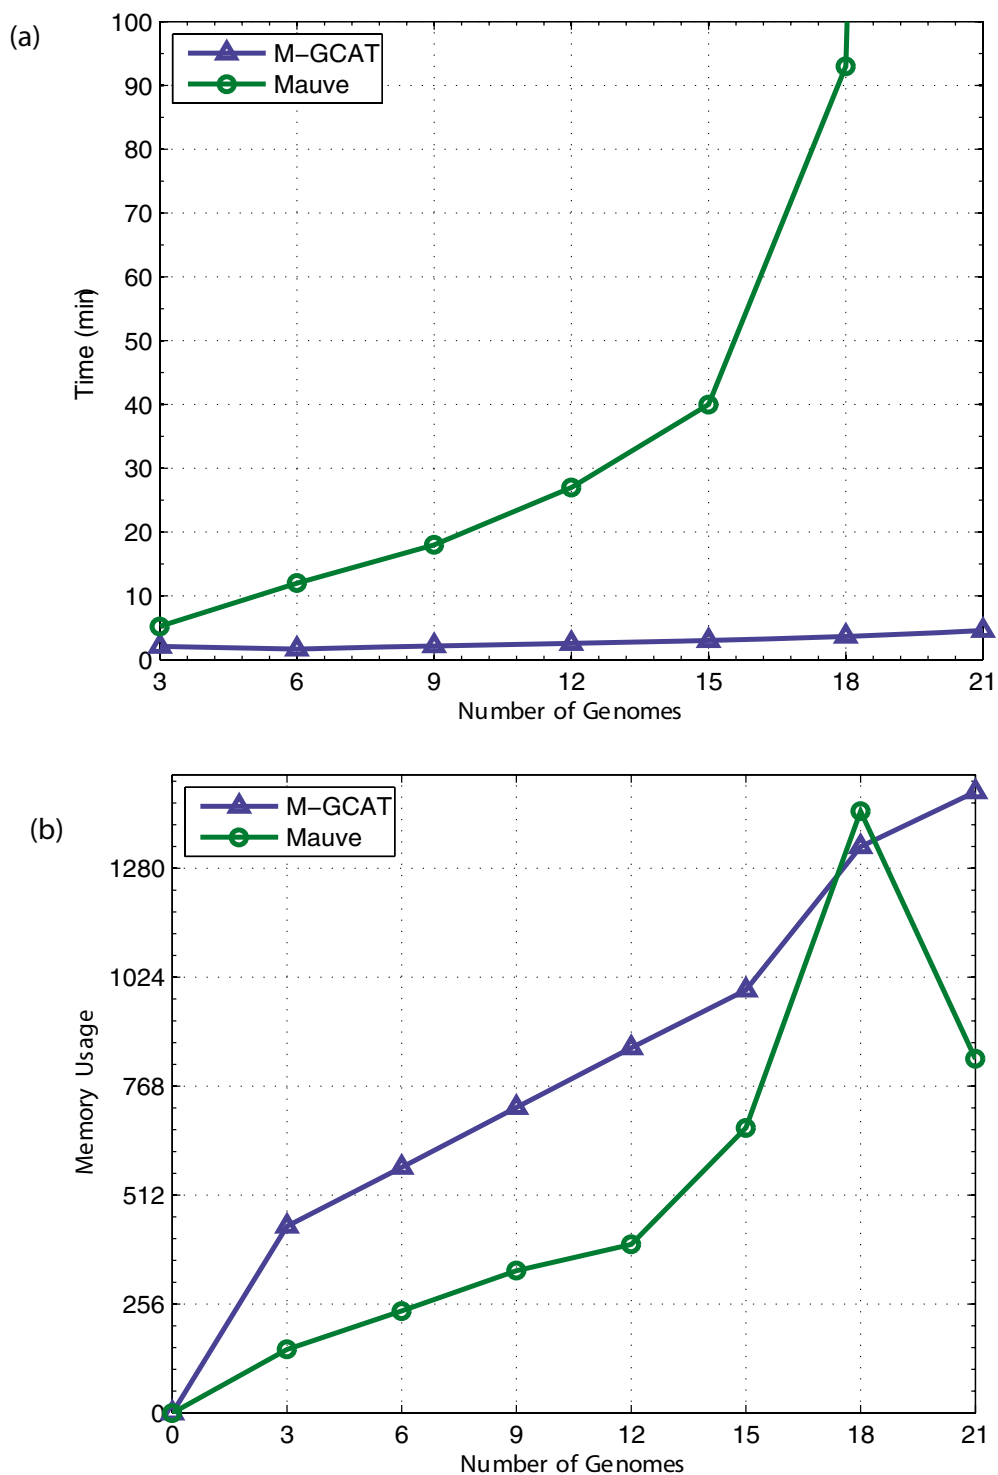 (a)
M-GCAT
Mauve
100
90
80
70
60
50
40
30
20
10
0
Time (min)
3 6 9 12 15 18 21
Number of Genomes
(b)
M-GCAT
Mauve
1280
1024
768
512
256
0
Memory Usage
0 3 6 9 12 15 18 21
Number of Genomes